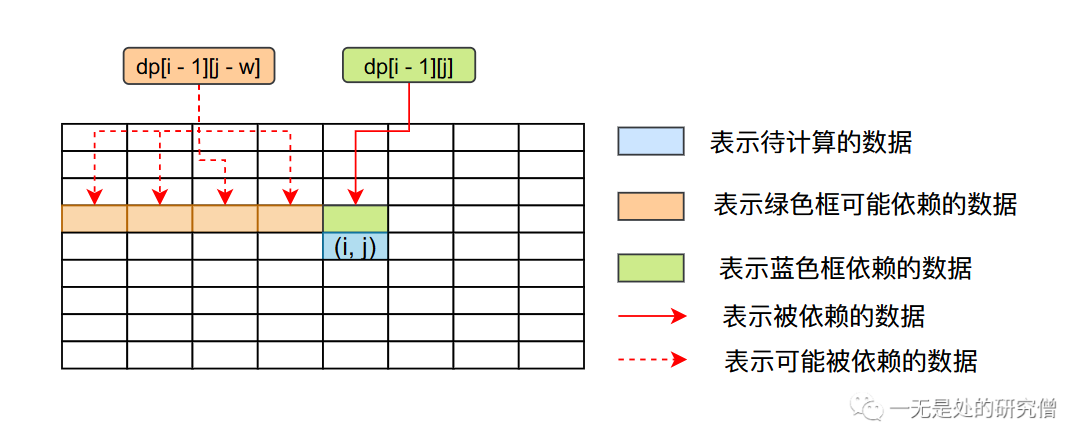 dp[i - 1][j - w]
dp[i - 1][j]
(i, j)
表示待计算的数据
表示绿色框可能依赖的数据
表示蓝色框依赖的数据
表示被依赖的数据
表示可能被依赖的数据
一无是处的研究僧